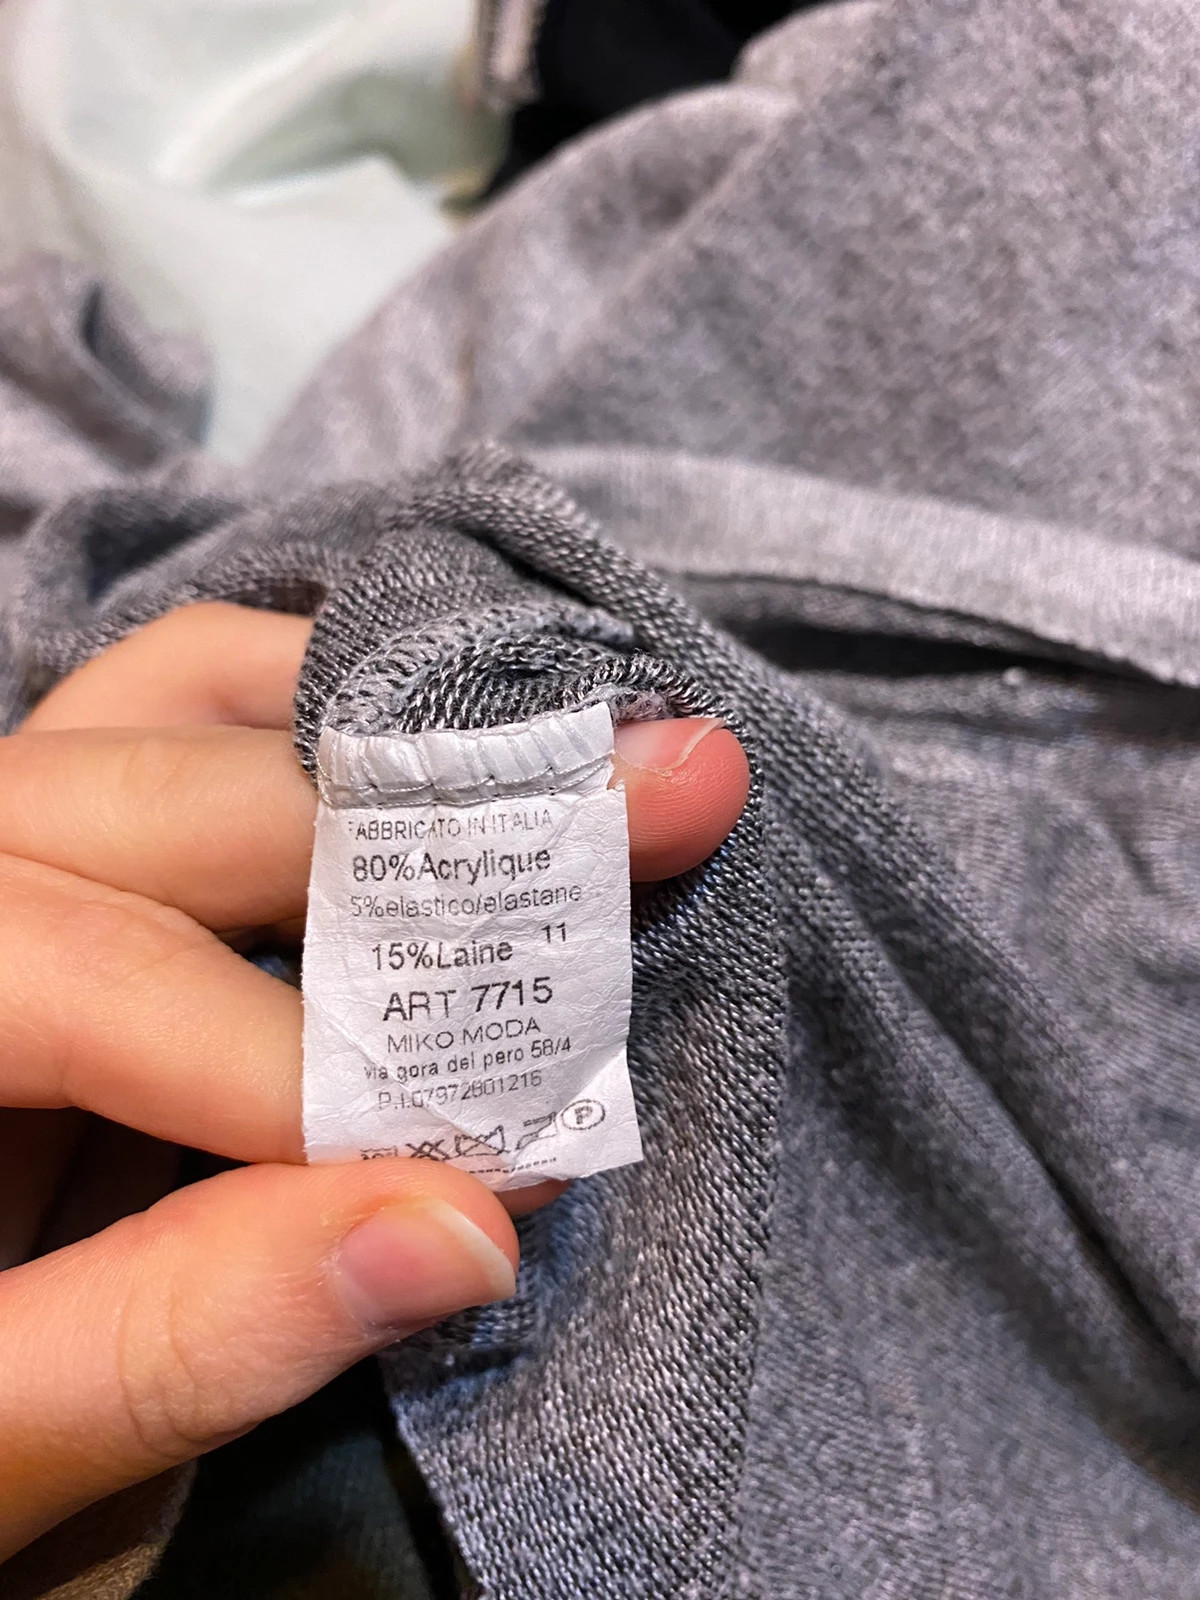 FABBRICATO IN ITALIA
80%Acrylique
5%elastico/elastane
15%Laine 11
ART 7715
MIKO MODA
via gora del pero 58/4
P.I.07972801216
P